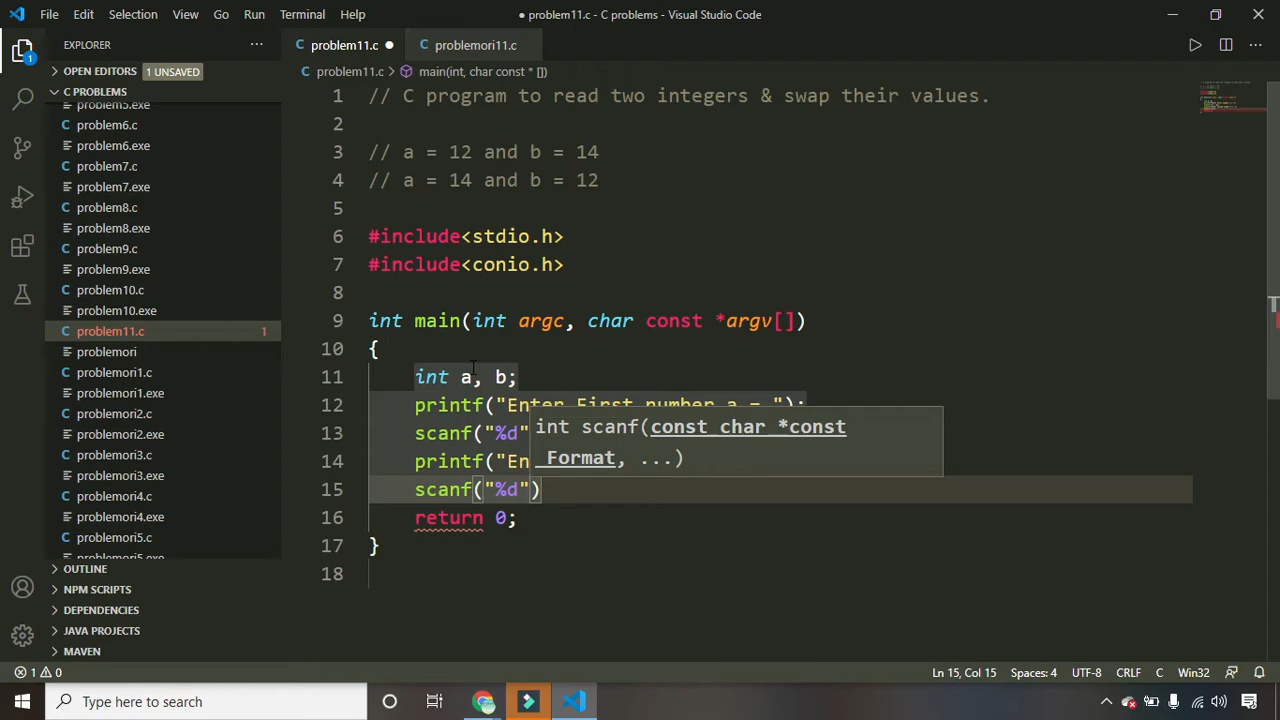 File Edit Selection View Go Run Terminal Help
● problem11.c - C problems - Visual Studio Code
EXPLORER
problem11.c
problemori11.c
OPEN EDITORS 1 UNSAVED
problem11.c > main(int, char const * [])
C PROBLEMS
problem5.exe
problem6.c
problem6.exe
problem7.c
problem7.exe
problem8.c
problem8.exe
problem9.c
problem9.exe
problem10.c
problem10.exe
problem11.c 1
problemori
problemori1.c
problemori1.exe
problemori2.c
problemori2.exe
problemori3.c
problemori3.exe
problemori4.c
problemori4.exe
problemori5.c
problemori5.exe
OUTLINE
NPM SCRIPTS
DEPENDENCIES
JAVA PROJECTS
MAVEN
1 // C program to read two integers & swap their values.
2
3 // a = 12 and b = 14
4 // a = 14 and b = 12
5
6 #include<stdio.h>
7 #include<conio.h>
8
9 int main(int argc, char const *argv[])
10 {
11 int a, b;
12 printf("Enter First number a = ");
13 scanf("%d"
14 printf("En
15 scanf("%d")
16 return 0;
17 }
18
int scanf(const char *const
_Format, ...)
1 0
Ln 15, Col 15 Spaces: 4 UTF-8 CRLF C Win32
Type here to search